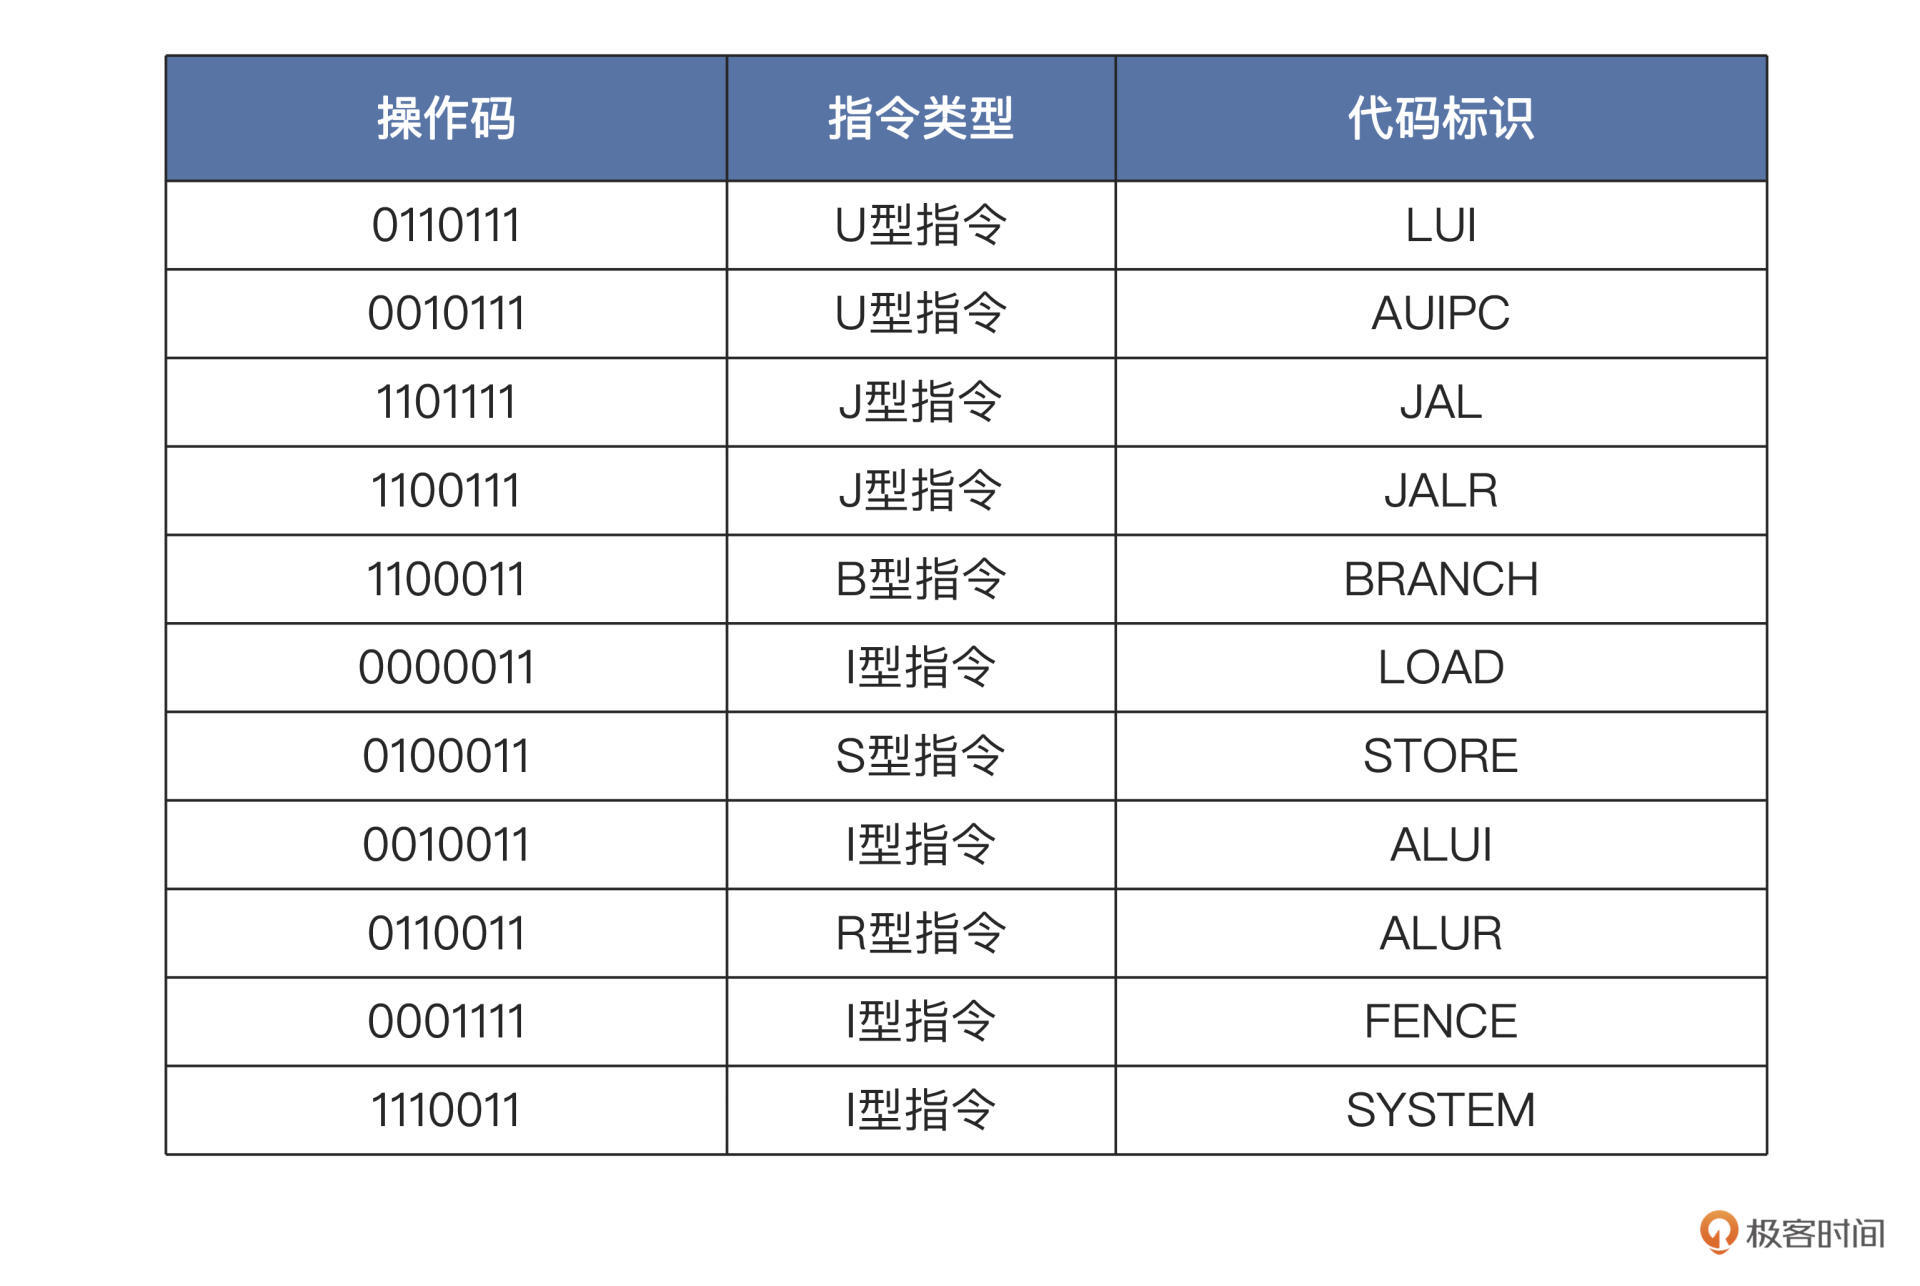 操作码 指令类型 代码标识
0110111 U型指令 LUI
0010111 U型指令 AUIPC
1101111 J型指令 JAL
1100111 J型指令 JALR
1100011 B型指令 BRANCH
0000011 I型指令 LOAD
0100011 S型指令 STORE
0010011 I型指令 ALUI
0110011 R型指令 ALUR
0001111 I型指令 FENCE
1110011 I型指令 SYSTEM
极客时间